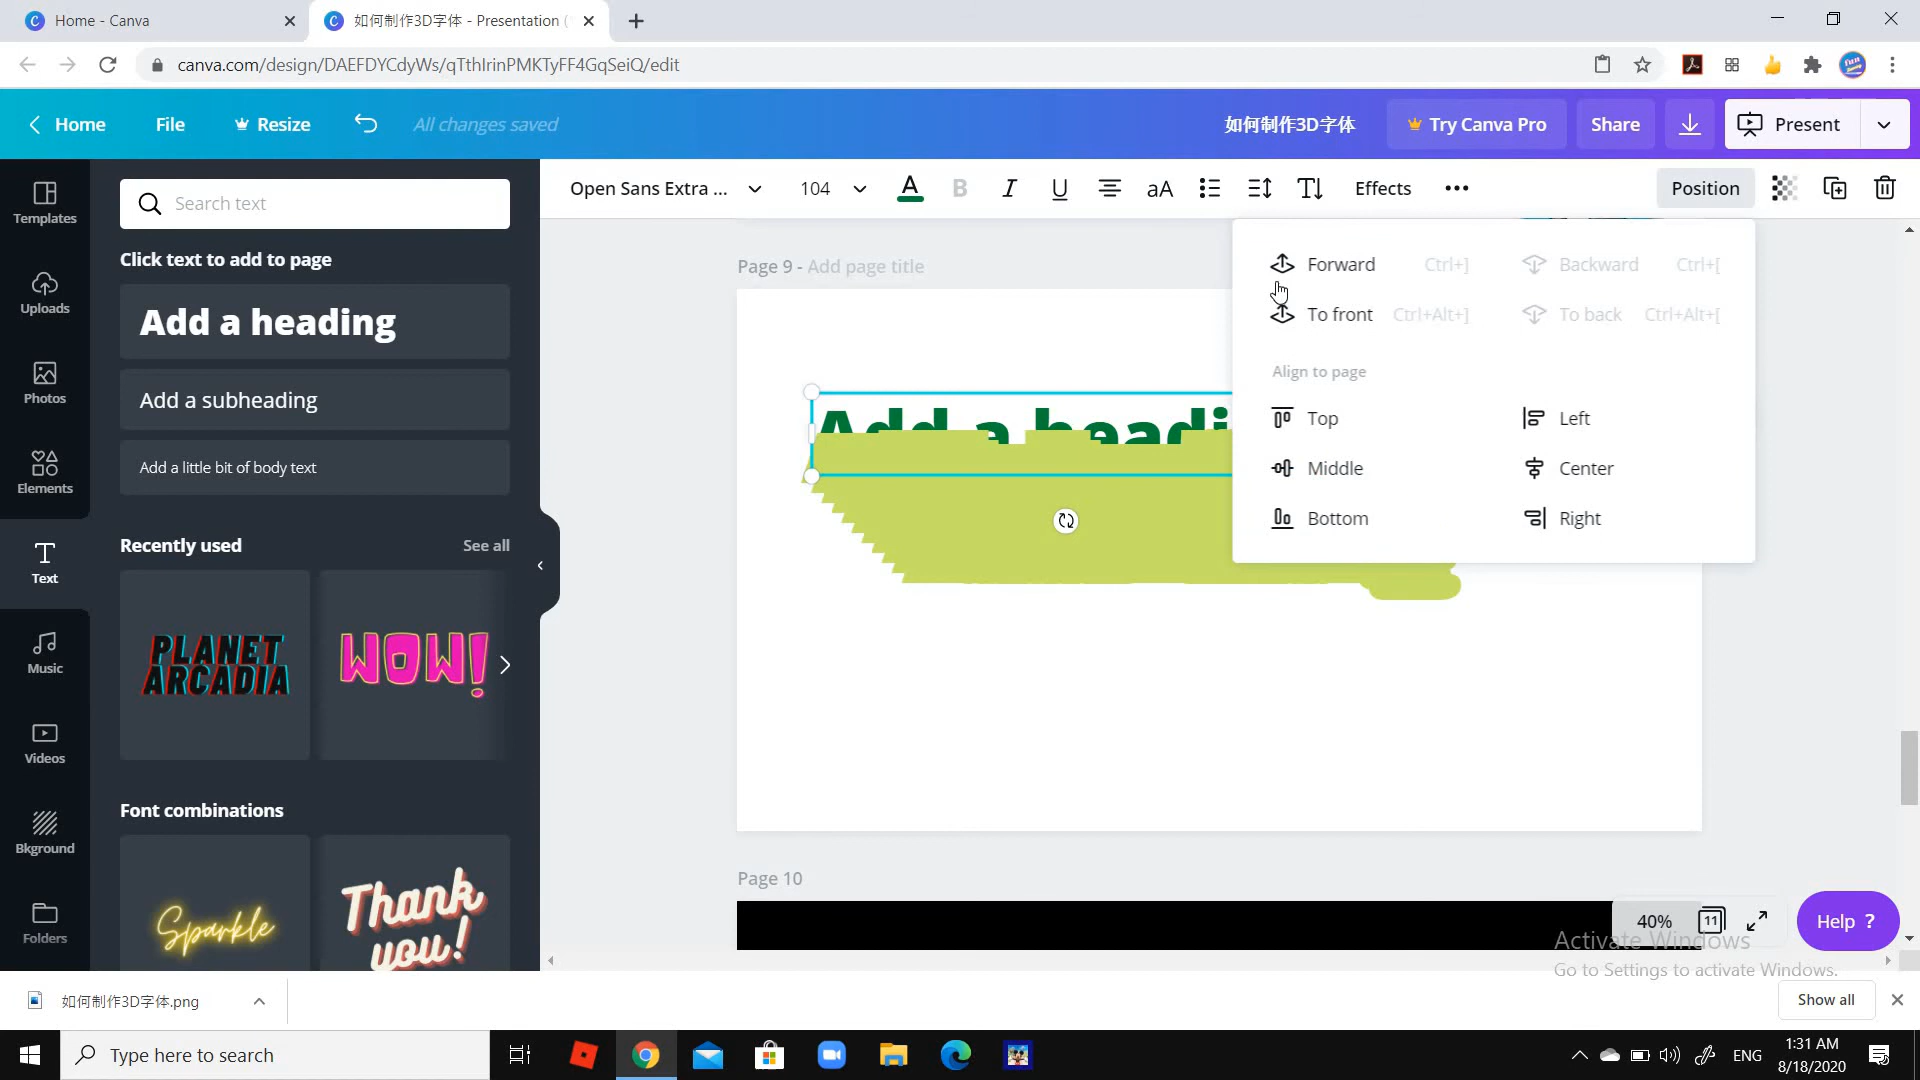 Home - Canva
如何制作3D字体 - Presentation (
canva.com/design/DAEFDYCdyWs/qTthlrinPMKTyFF4GqSeiQ/edit
Home
File
Resize
All changes saved
如何制作3D字体
Try Canva Pro
Share
Present
Templates
Uploads
Photos
Elements
Text
Music
Videos
Bkground
Folders
Search text
Click text to add to page
Add a heading
Add a subheading
Add a little bit of body text
Recently used
See all
PLANET
ARCADIA
WOW!
Font combinations
Sparkle
Thank
you!
Open Sans Extra ...
104
A
B
I
U
aA
Effects
Position
Page 9 - Add page title
Add a headi
Forward Ctrl+]
Backward Ctrl+[
To front Ctrl+Alt+]
To back Ctrl+Alt+[
Align to page
Top
Left
Middle
Center
Bottom
Right
Page 10
40%
11
Help ?
Activate Windows
Go to Settings to activate Windows.
如何制作3D字体.png
Show all
Type here to search
ENG
1:31 AM
8/18/2020